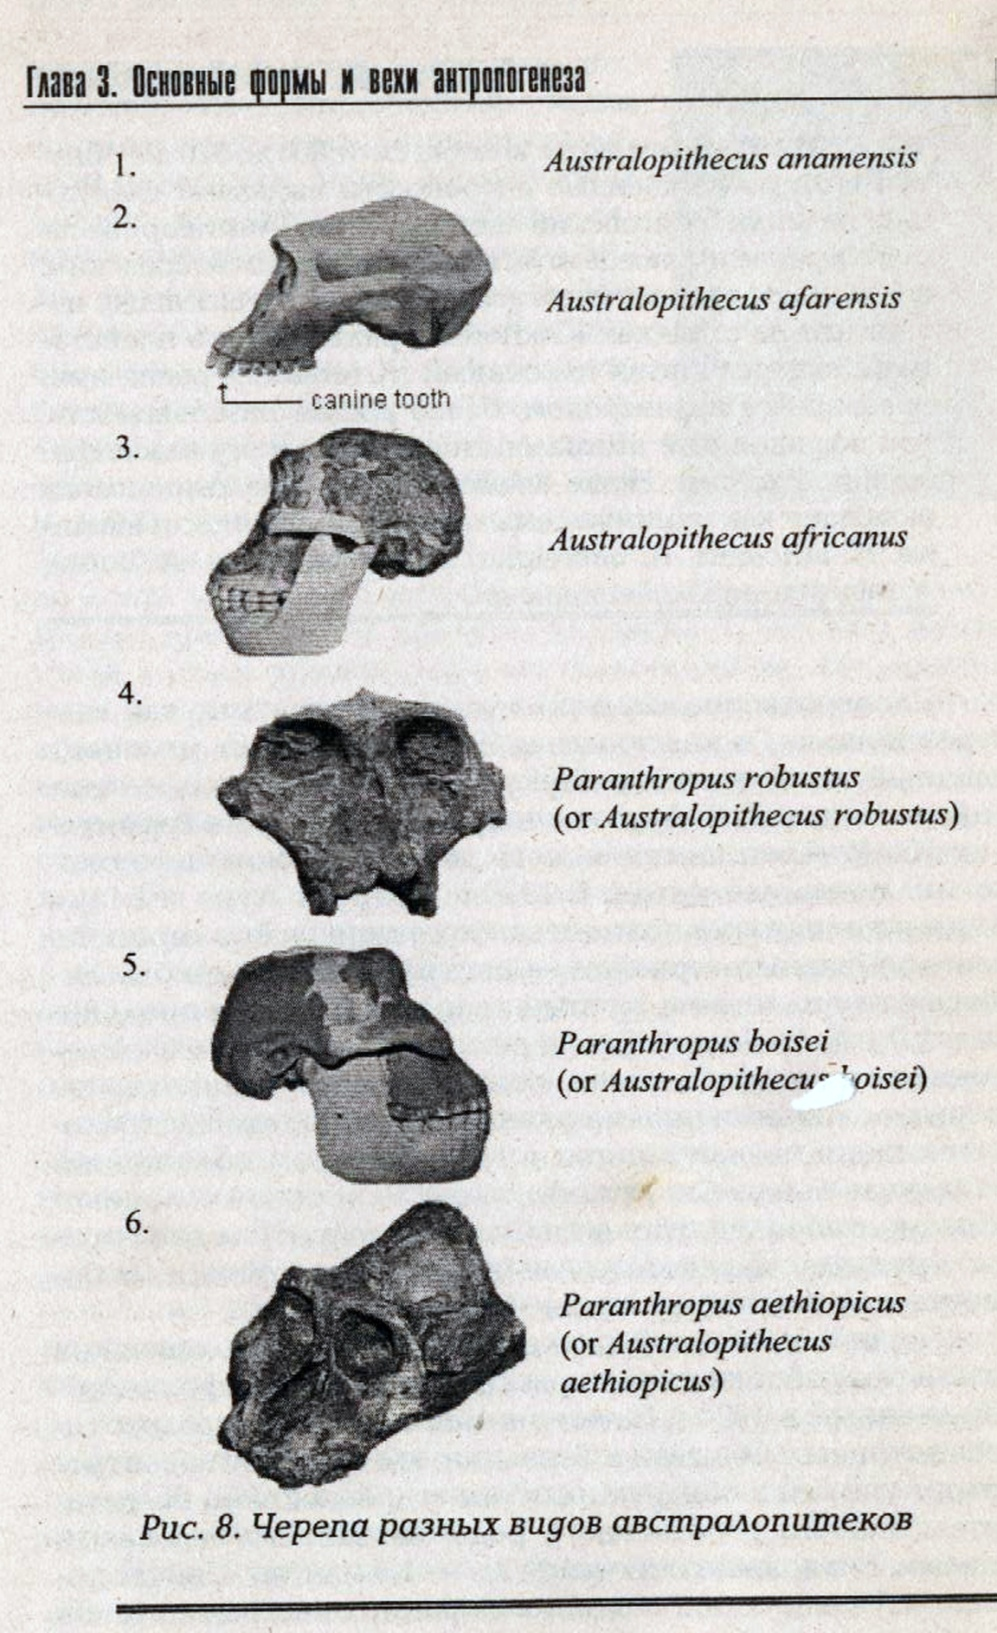 Глава 3. Основные формы и вехи антропогенеза
1. Australopithecus anamensis
2.
Australopithecus afarensis
canine tooth
3.
Australopithecus africanus
4.
Paranthropus robustus
(or Australopithecus robustus)
5.
Paranthropus boisei
(or Australopithecus boisei)
6.
Paranthropus aethiopicus
(or Australopithecus
aethiopicus)
Рис. 8. Черепа разных видов австралопитеков